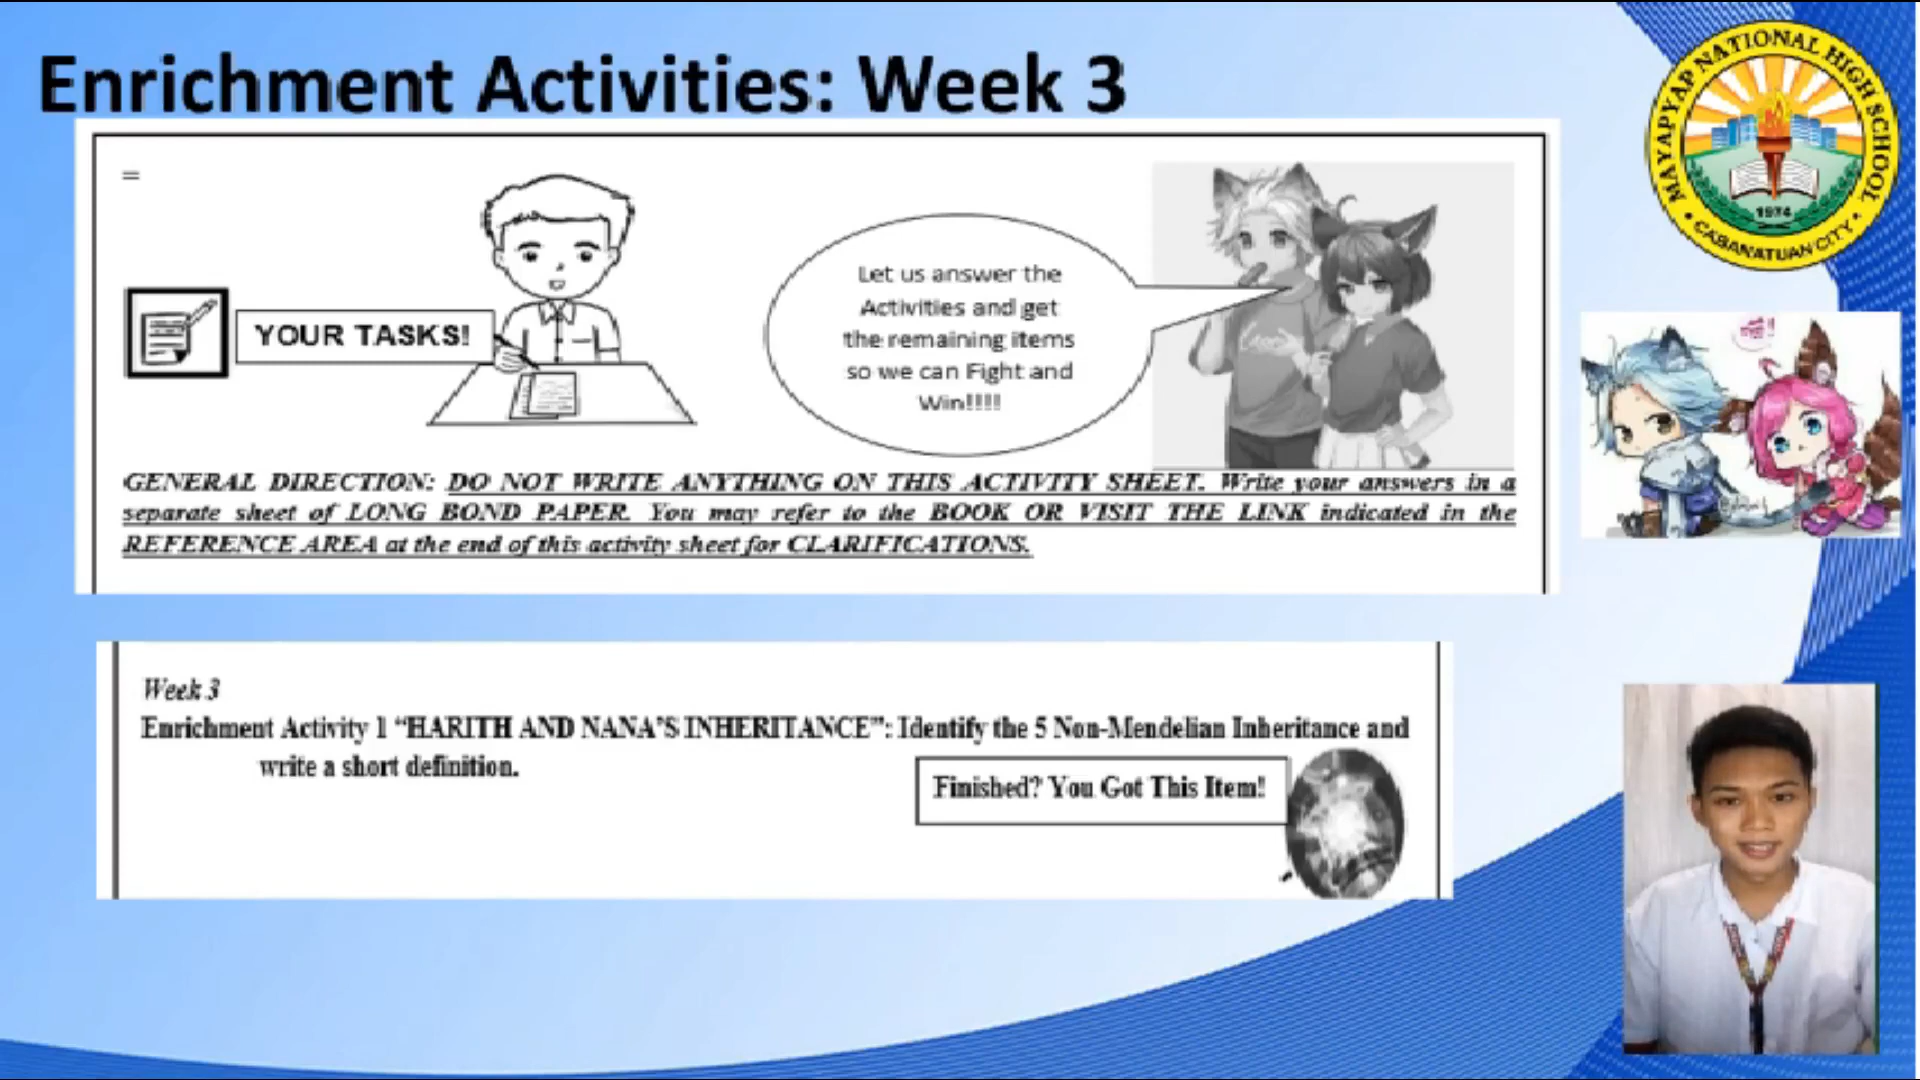 Enrichment Activities: Week 3
MAYAPYAP NATIONAL HIGH SCHOOL
1974
CABANATUAN CITY
=
YOUR TASKS!
Let us answer the
Activities and get
the remaining items
so we can Fight and
Win!!!!
GENERAL DIRECTION: DO NOT WRITE ANYTHING ON THIS ACTIVITY SHEET. Write your answers in a
separate sheet of LONG BOND PAPER. You may refer to the BOOK OR VISIT THE LINK indicated in the
REFERENCE AREA at the end of this activity sheet for CLARIFICATIONS.
Week 3
Enrichment Activity 1 “HARITH AND NANA’S INHERITANCE”: Identify the 5 Non-Mendelian Inheritance and
write a short definition.
Finished? You Got This Item!